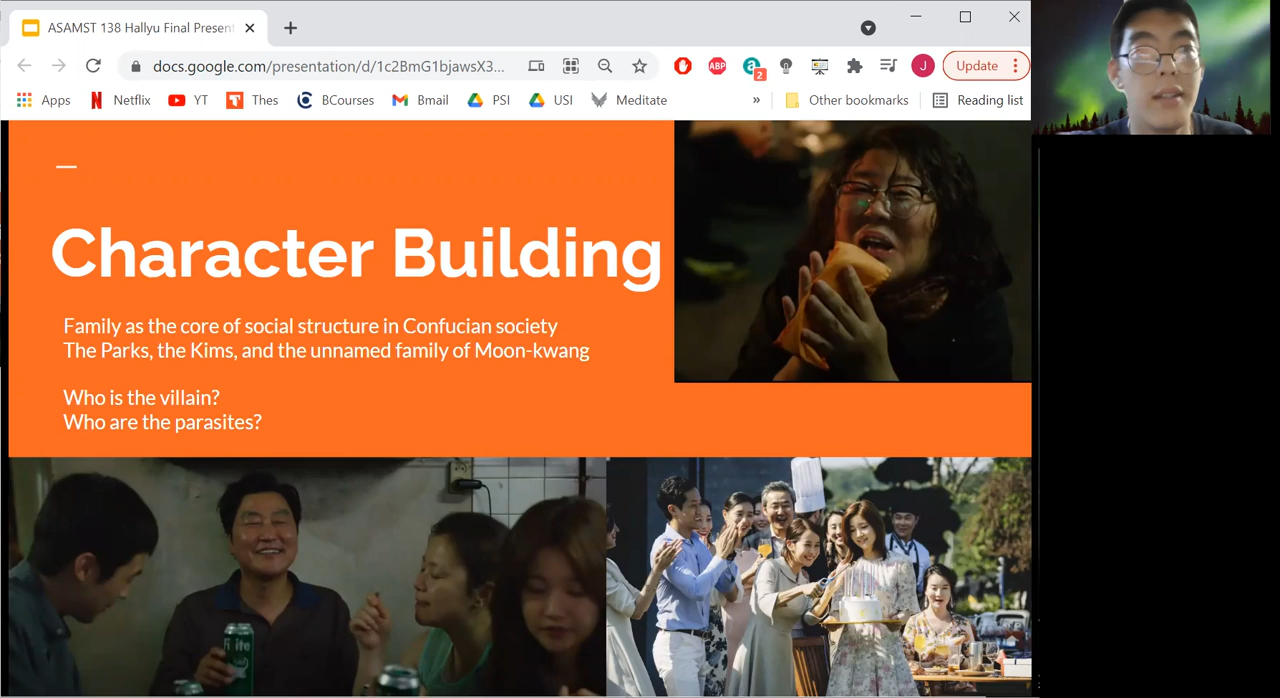 ASAMST 138 Hallyu Final Present
docs.google.com/presentation/d/1c2BmG1bjawsX3...
ABP
2
J
Update
Apps
Netflix
YT
Thes
BCourses
Bmail
PSI
USI
Meditate
»
Other bookmarks
Reading list
Character Building
Family as the core of social structure in Confucian society
The Parks, the Kims, and the unnamed family of Moon-kwang
Who is the villain?
Who are the parasites?